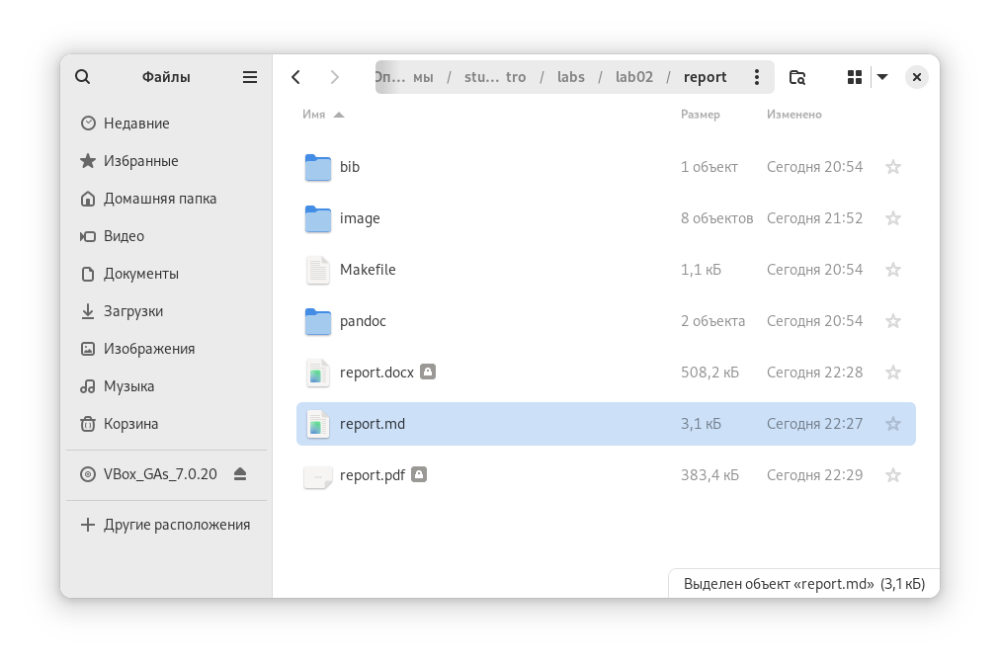 Файлы
Оп… мы / stu… tro / labs / lab02 / report
Недавние
Избранные
Домашняя папка
Видео
Документы
Загрузки
Изображения
Музыка
Корзина
VBox_GAs_7.0.20
Другие расположения
Имя Размер Изменено
bib 1 объект Сегодня 20:54
image 8 объектов Сегодня 21:52
Makefile 1,1 кБ Сегодня 20:54
pandoc 2 объекта Сегодня 20:54
report.docx 508,2 кБ Сегодня 22:28
report.md 3,1 кБ Сегодня 22:27
report.pdf 383,4 кБ Сегодня 22:29
Выделен объект «report.md» (3,1 кБ)